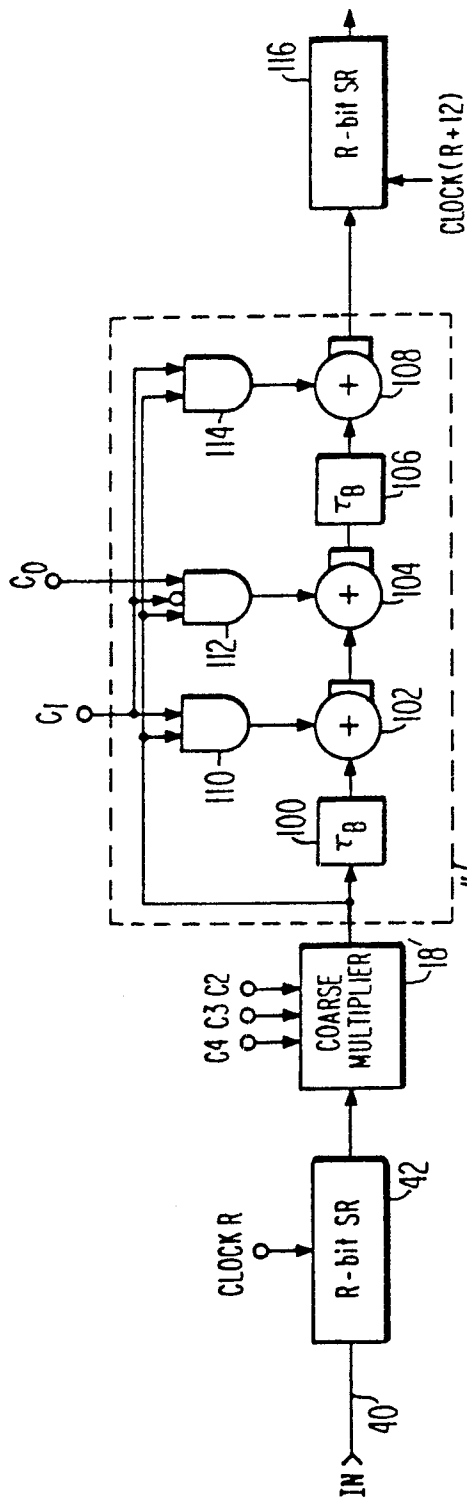 IN
40
CLOCK R
R-bit SR
42
C4 C3 C2
COARSE
MULTIPLIER
18'
C1
C0
110
112
114
100
τB
102
+
104
+
106
τB
108
+
116
R-bit SR
CLOCK(R+12)